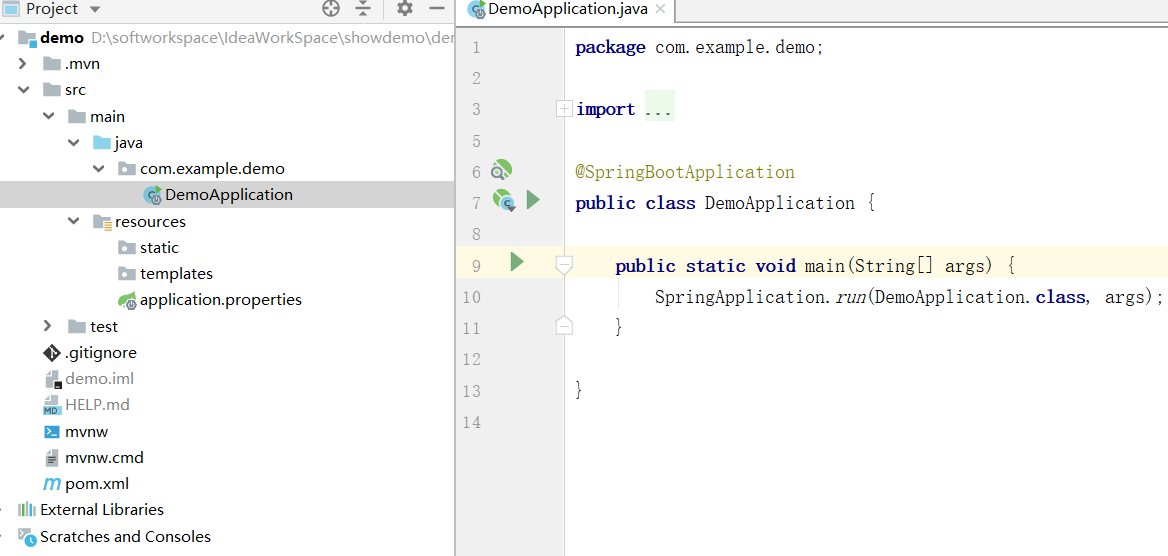 Project
demo D:\softworkspace\IdeaWorkSpace\showdemo\der
.mvn
src
main
java
com.example.demo
DemoApplication
resources
static
templates
application.properties
test
.gitignore
demo.iml
HELP.md
mvnw
mvnw.cmd
pom.xml
External Libraries
Scratches and Consoles
DemoApplication.java
1 package com.example.demo;
2
3 import ...
5
6 @SpringBootApplication
7 public class DemoApplication {
8
9 public static void main(String[] args) {
10 SpringApplication.run(DemoApplication.class, args);
11 }
12
13 }
14